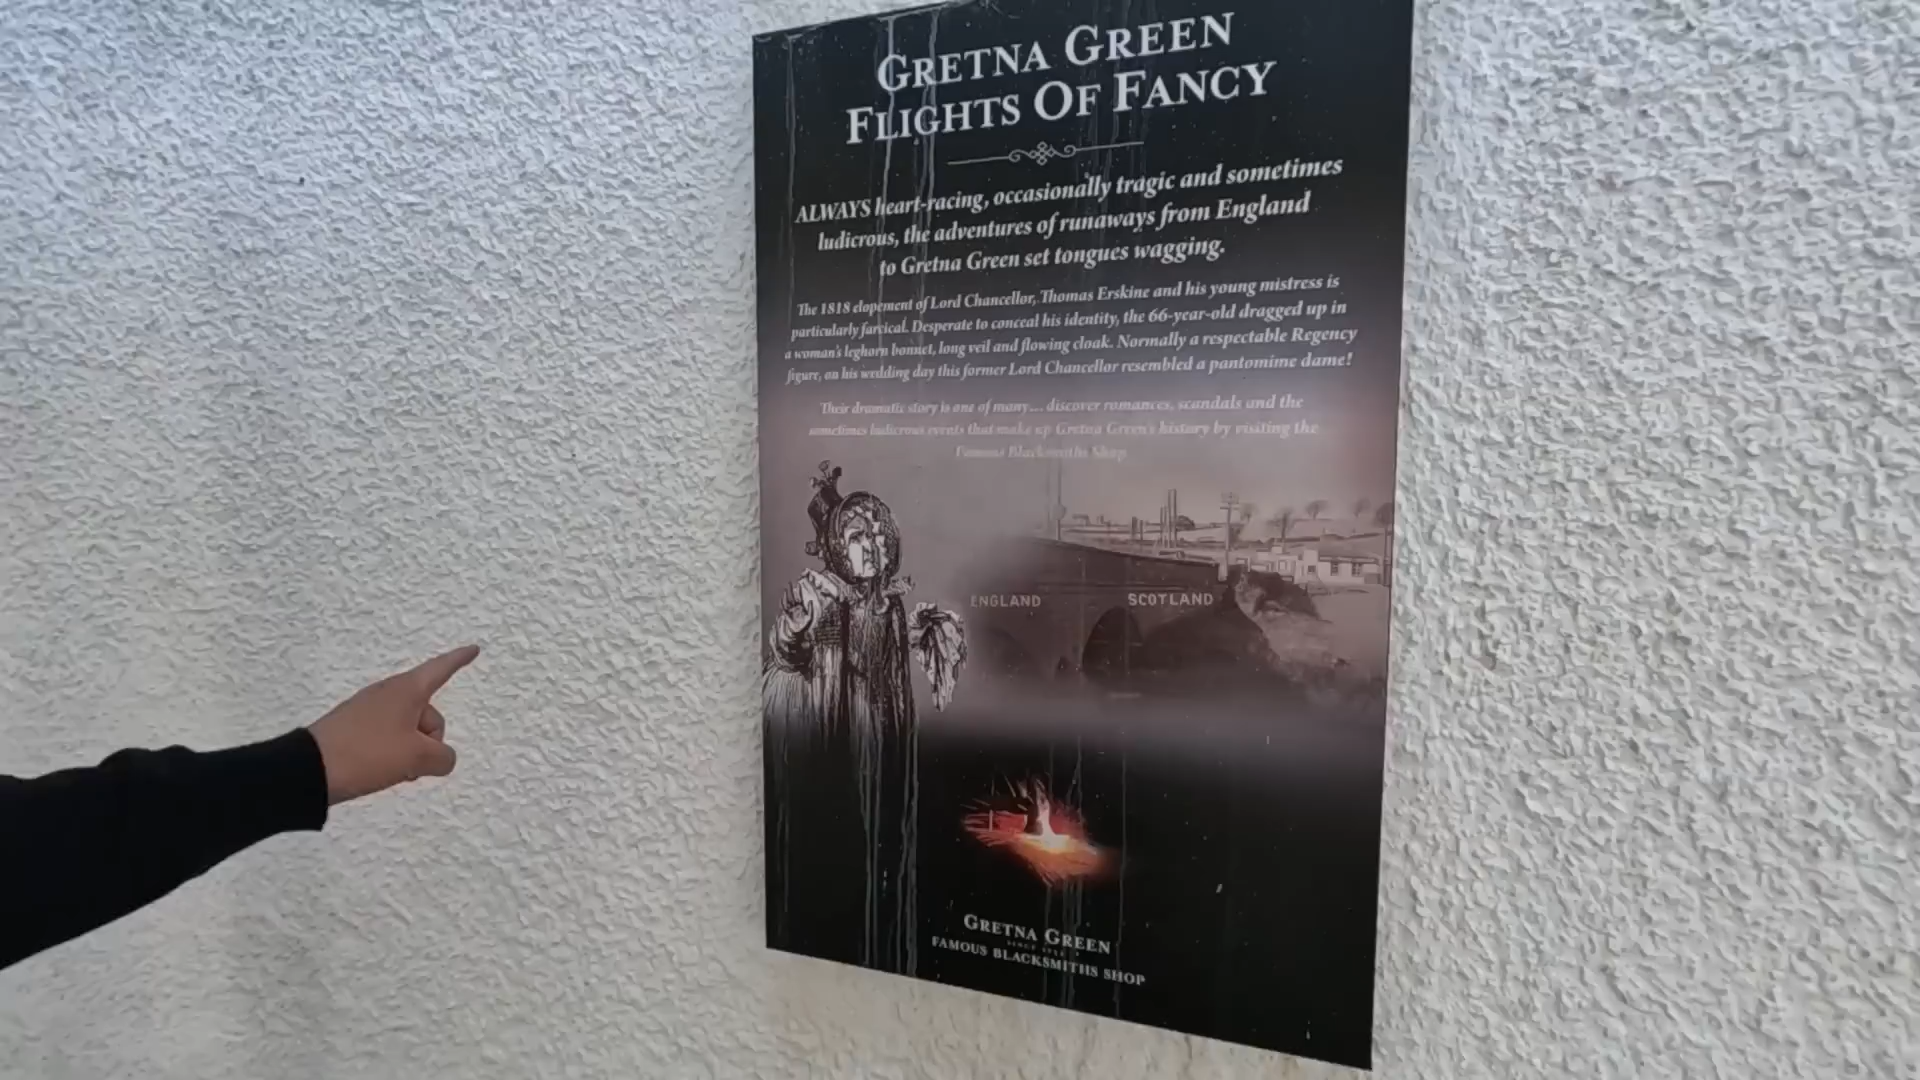 GRETNA GREEN
FLIGHTS OF FANCY
ALWAYS heart-racing, occasionally tragic and sometimes
ludicrous, the adventures of runaways from England
to Gretna Green set tongues wagging.
The 1818 elopement of Lord Chancellor, Thomas Erskine and his young mistress is
particularly farcical. Desperate to conceal his identity, the 66-year-old dragged up in
a woman's leghorn bonnet, long veil and flowing cloak. Normally a respectable Regency
figure, on his wedding day this former Lord Chancellor resembled a pantomime dame!
Their dramatic story is one of many... discover romances, scandals and the
sometimes ludicrous events that make up Gretna Green's history by visiting the
Famous Blacksmiths Shop
ENGLAND SCOTLAND
GRETNA GREEN
FAMOUS BLACKSMITHS SHOP